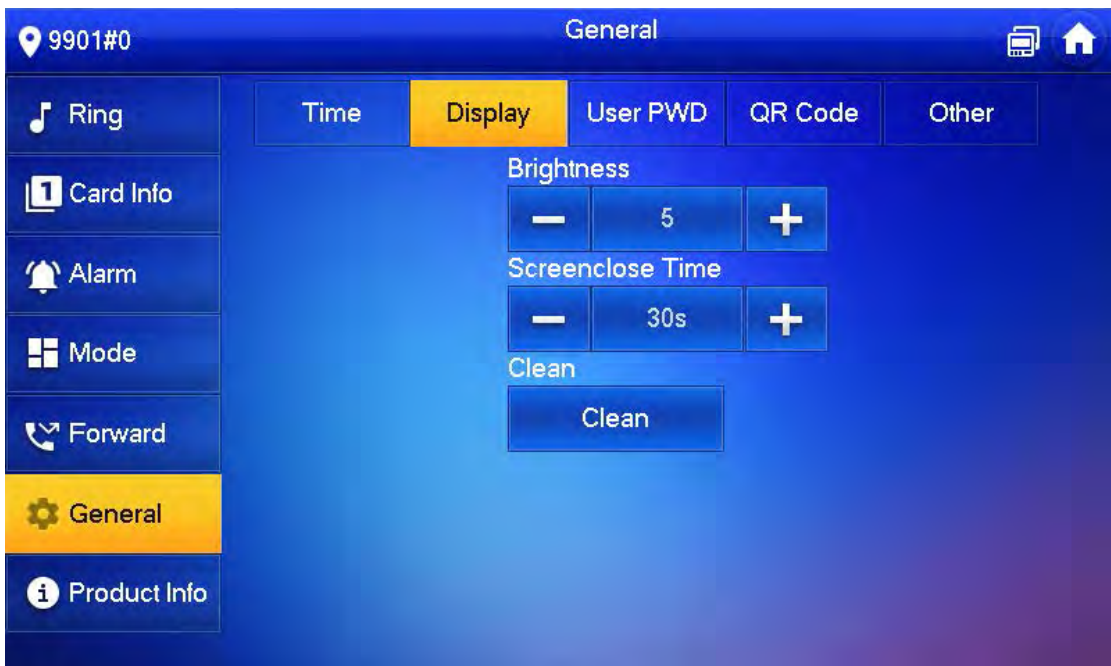 9901#0
General
Ring
Card Info
Alarm
Mode
Forward
General
Product Info
Time
Display
User PWD
QR Code
Other
Brightness
5
Screenclose Time
30s
Clean
Clean